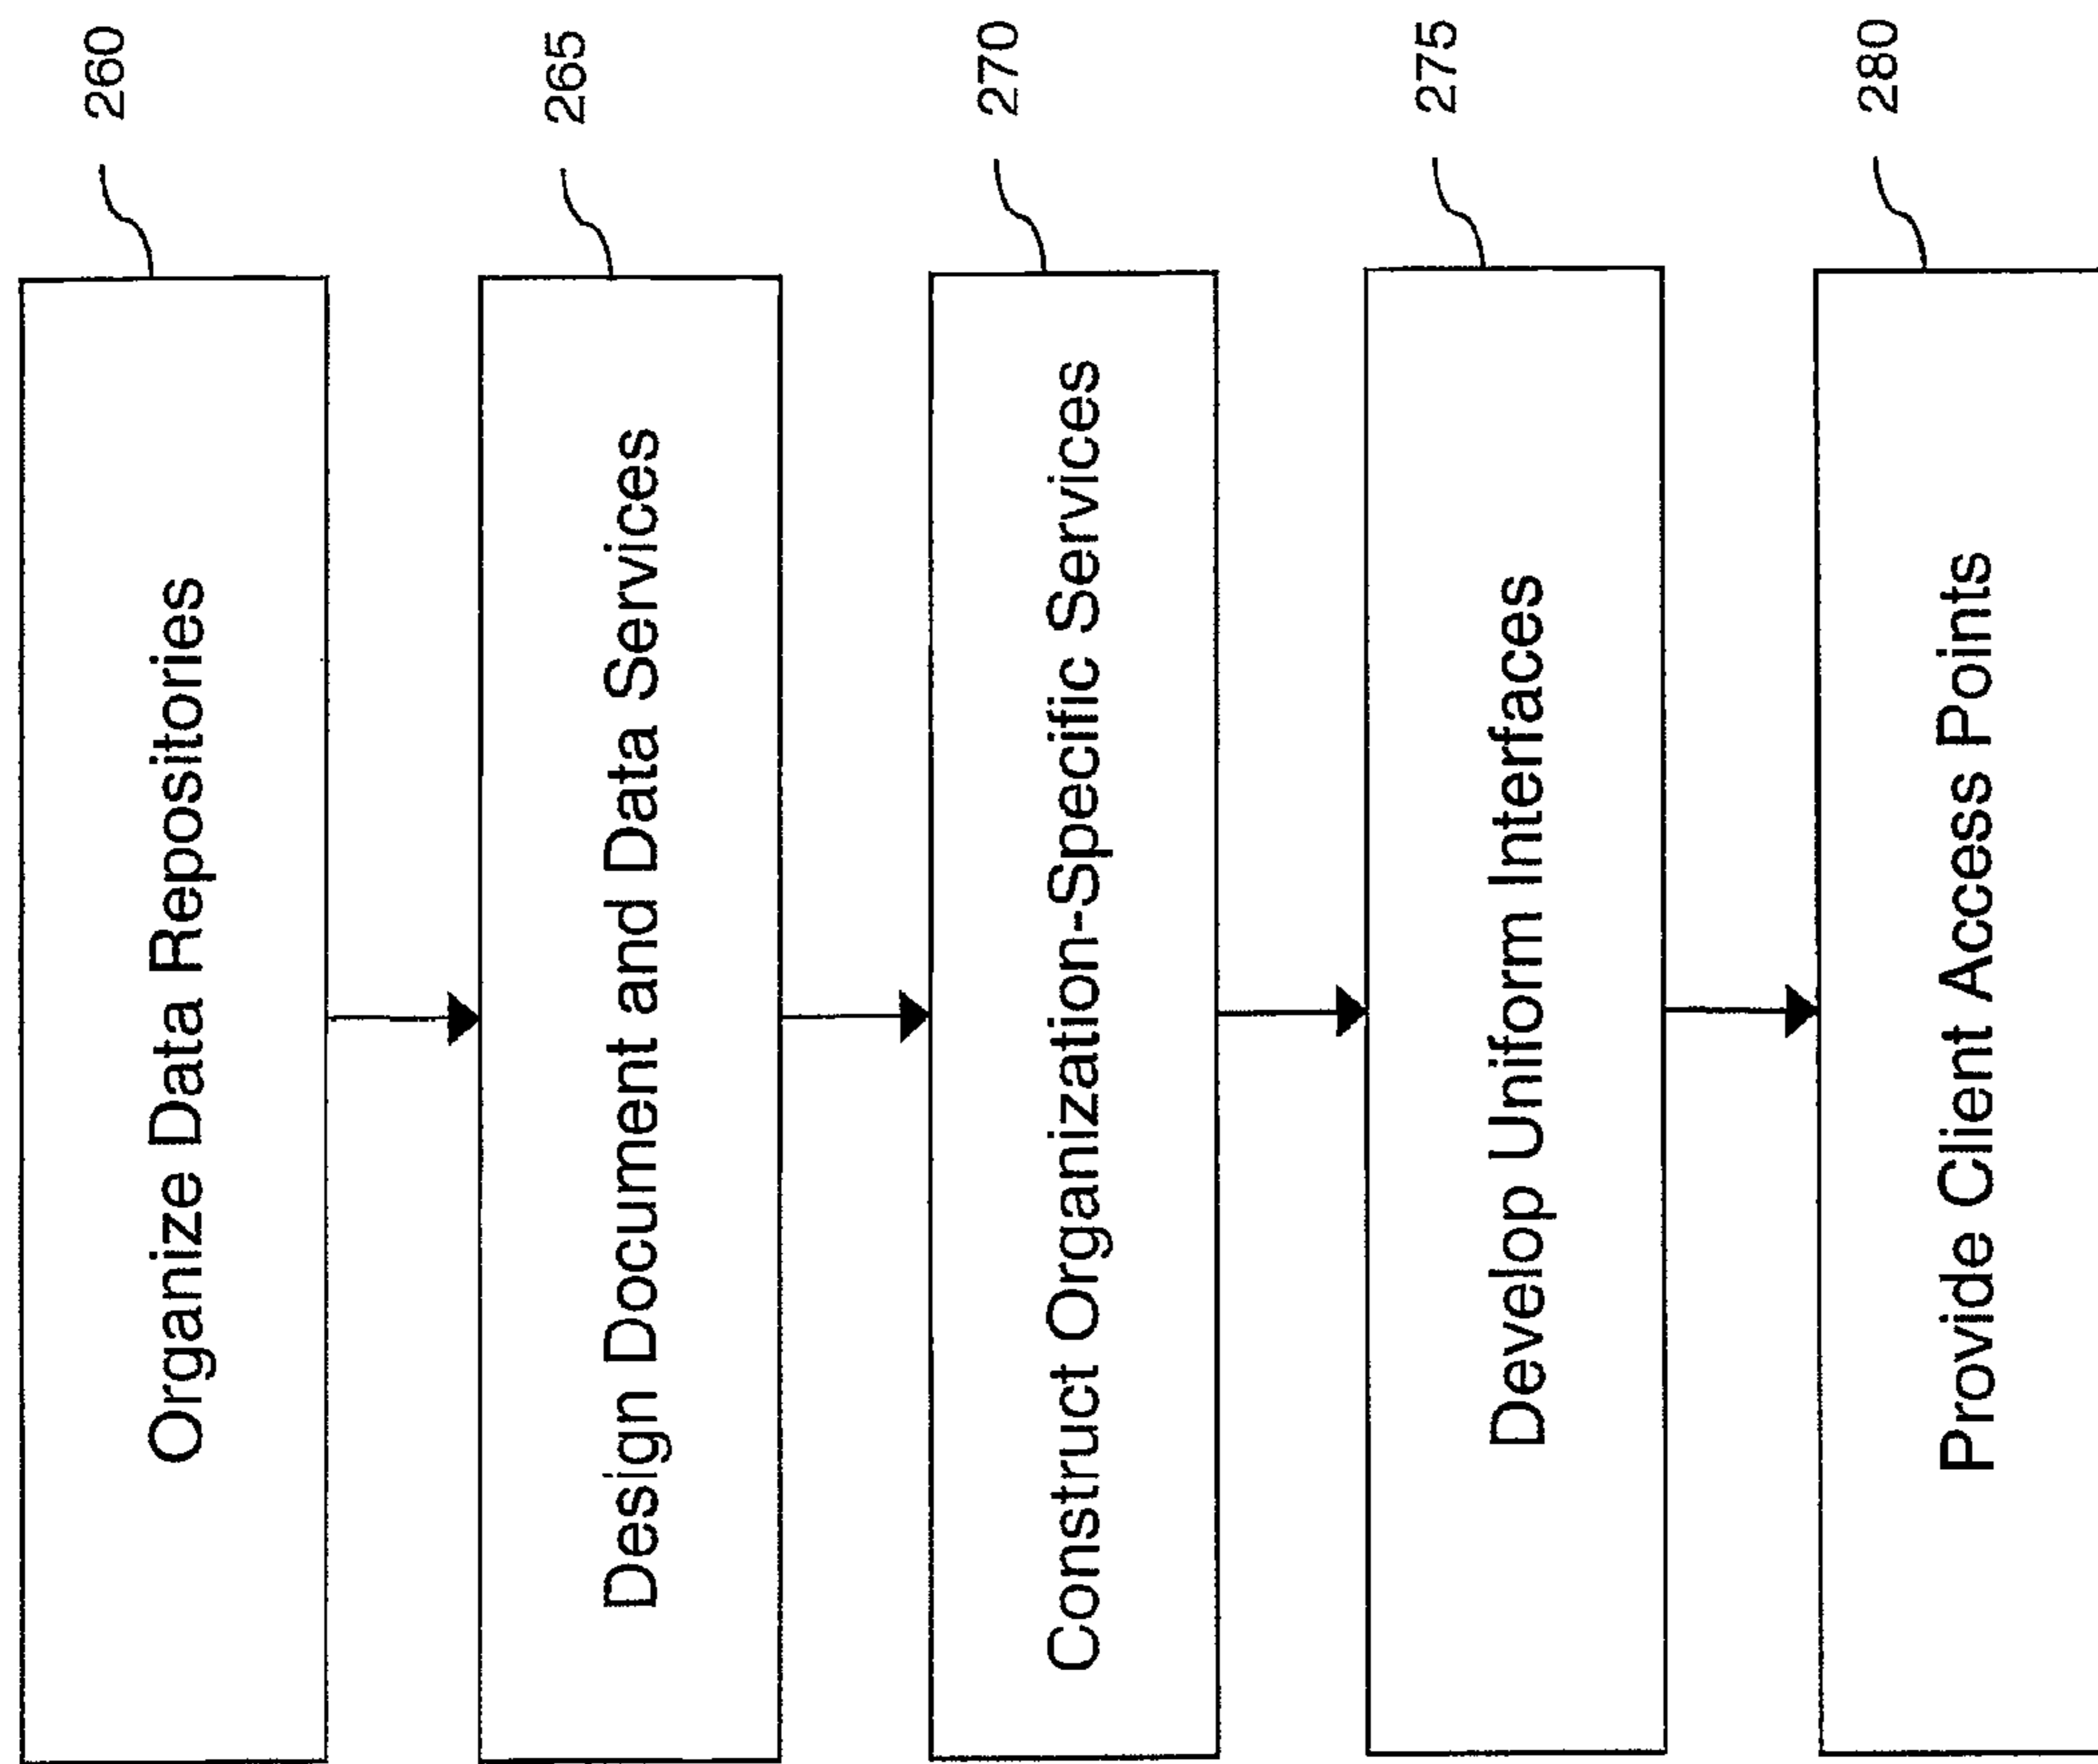 Organize Data Repositories
260
Design Document and Data Services
265
Construct Organization-Specific Services
270
Develop Uniform Interfaces
275
Provide Client Access Points
280